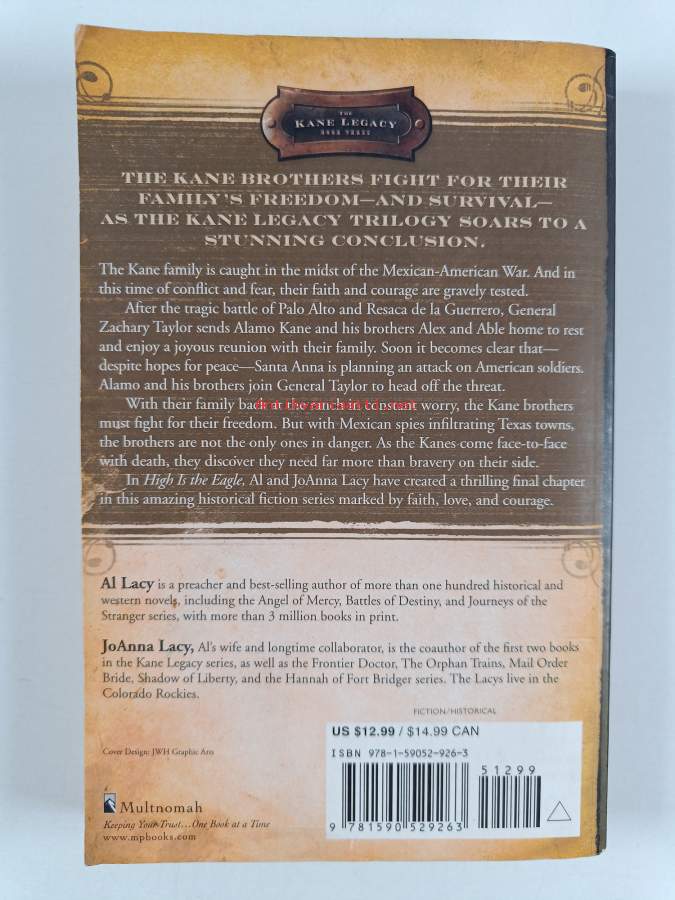 THE
KANE LEGACY
BOOK THREE
THE KANE BROTHERS FIGHT FOR THEIR
FAMILY'S FREEDOM—AND SURVIVAL—
AS THE KANE LEGACY TRILOGY SOARS TO A
STUNNING CONCLUSION.
The Kane family is caught in the midst of the Mexican-American War. And in
this time of conflict and fear, their faith and courage are gravely tested.
After the tragic battle of Palo Alto and Resaca de la Guerrero, General
Zachary Taylor sends Alamo Kane and his brothers Alex and Able home to rest
and enjoy a joyous reunion with their family. Soon it becomes clear that—
despite hopes for peace—Santa Anna is planning an attack on American soldiers.
Alamo and his brothers join General Taylor to head off the threat.
With their family back at the ranch in constant worry, the Kane brothers
must fight for their freedom. But with Mexican spies infiltrating Texas towns,
the brothers are not the only ones in danger. As the Kanes come face-to-face
with death, they discover they need far more than bravery on their side.
In High Is the Eagle, Al and JoAnna Lacy have created a thrilling final chapter
in this amazing historical fiction series marked by faith, love, and courage.
Al Lacy is a preacher and best-selling author of more than one hundred historical and
western novels, including the Angel of Mercy, Battles of Destiny, and Journeys of the
Stranger series, with more than 3 million books in print.
JoAnna Lacy, Al's wife and longtime collaborator, is the coauthor of the first two books
in the Kane Legacy series, as well as the Frontier Doctor, The Orphan Trains, Mail Order
Bride, Shadow of Liberty, and the Hannah of Fort Bridger series. The Lacys live in the
Colorado Rockies.
FICTION/HISTORICAL
US $12.99 / $14.99 CAN
ISBN 978-1-59052-926-3
51299
9 781590 529263
Cover Design: JWH Graphic Arts
Multnomah
Keeping Your Trust…One Book at a Time
www.mpbooks.com